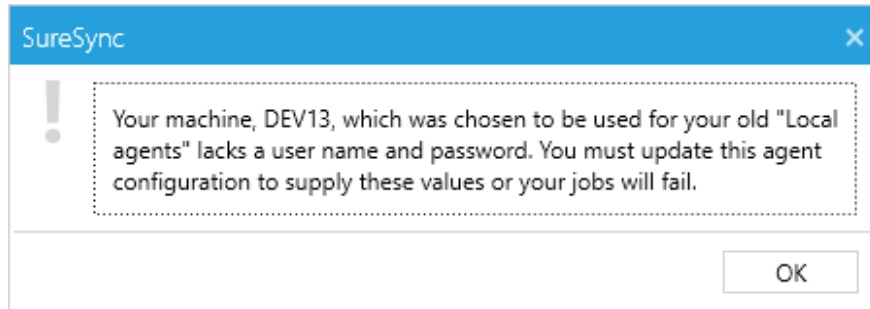 SureSync
Your machine, DEV13, which was chosen to be used for your old "Local
agents" lacks a user name and password. You must update this agent
configuration to supply these values or your jobs will fail.
OK